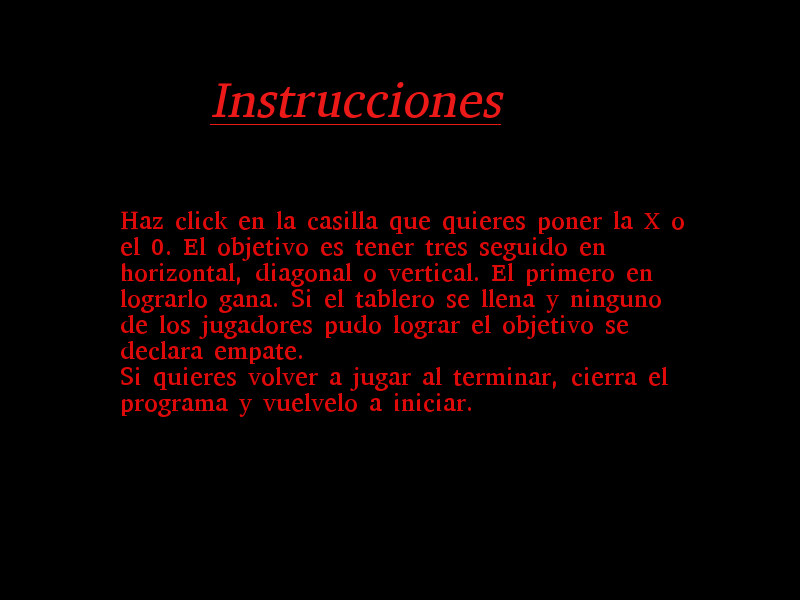 Instrucciones
Haz click en la casilla que quieres poner la X o
el 0. El objetivo es tener tres seguido en
horizontal, diagonal o vertical. El primero en
lograrlo gana. Si el tablero se llena y ninguno
de los jugadores pudo lograr el objetivo se
declara empate.
Si quieres volver a jugar al terminar, cierra el
programa y vuelvelo a iniciar.